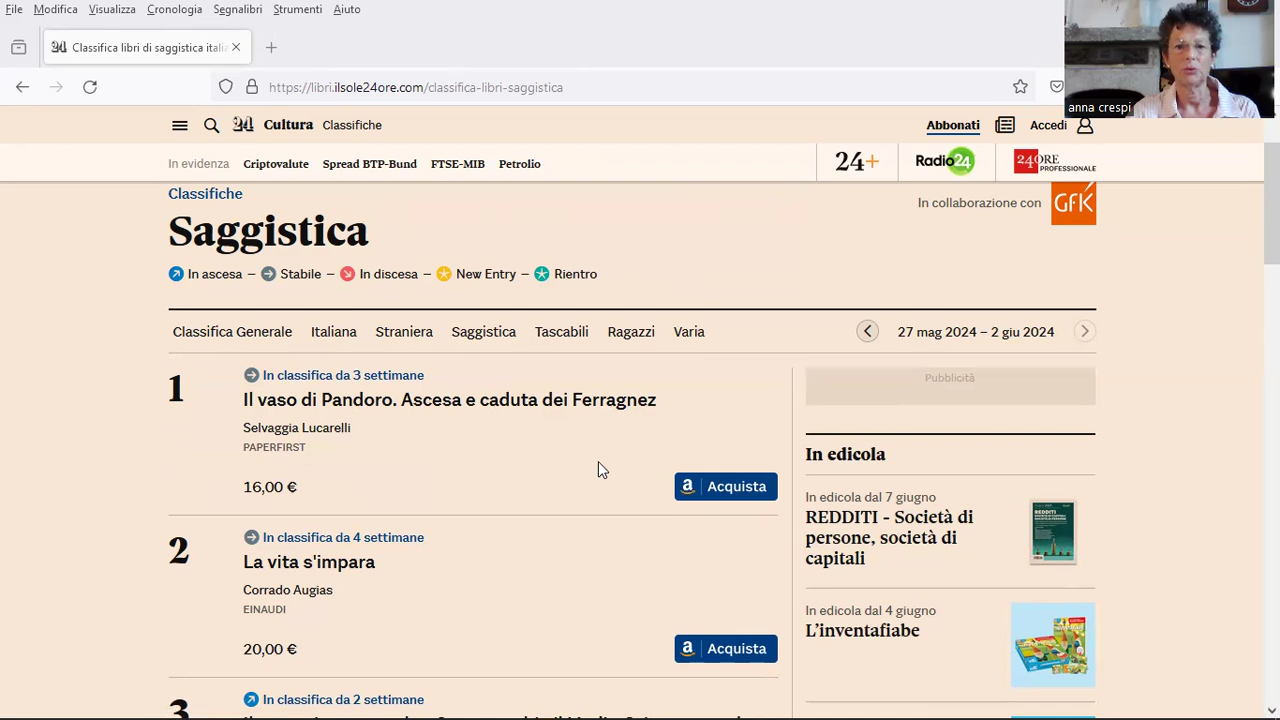 File Modifica Visualizza Cronologia Segnalibri Strumenti Aiuto
24 Classifica libri di saggistica ital
https://libri.ilsole24ore.com/classifica-libri-saggistica
anna crespi
24 Cultura Classifiche
Abbonati Accedi
In evidenza Criptovalute Spread BTP-Bund FTSE-MIB Petrolio
24+ Radio24 24 ORE PROFESSIONALE
Classifiche
In collaborazione con GFK
Saggistica
In ascesa – Stabile – In discesa – New Entry – Rientro
Classifica Generale Italiana Straniera Saggistica Tascabili Ragazzi Varia
27 mag 2024 – 2 giu 2024
1
In classifica da 3 settimane
Il vaso di Pandoro. Ascesa e caduta dei Ferragnez
Selvaggia Lucarelli
PAPERFIRST
16,00 €
a Acquista
2
In classifica da 4 settimane
La vita s'impara
Corrado Augias
EINAUDI
20,00 €
a Acquista
3
In classifica da 2 settimane
Pubblicità
In edicola
In edicola dal 7 giugno
REDDITI - Società di
persone, società di
capitali
REDDITI
In edicola dal 4 giugno
L'inventafiabe